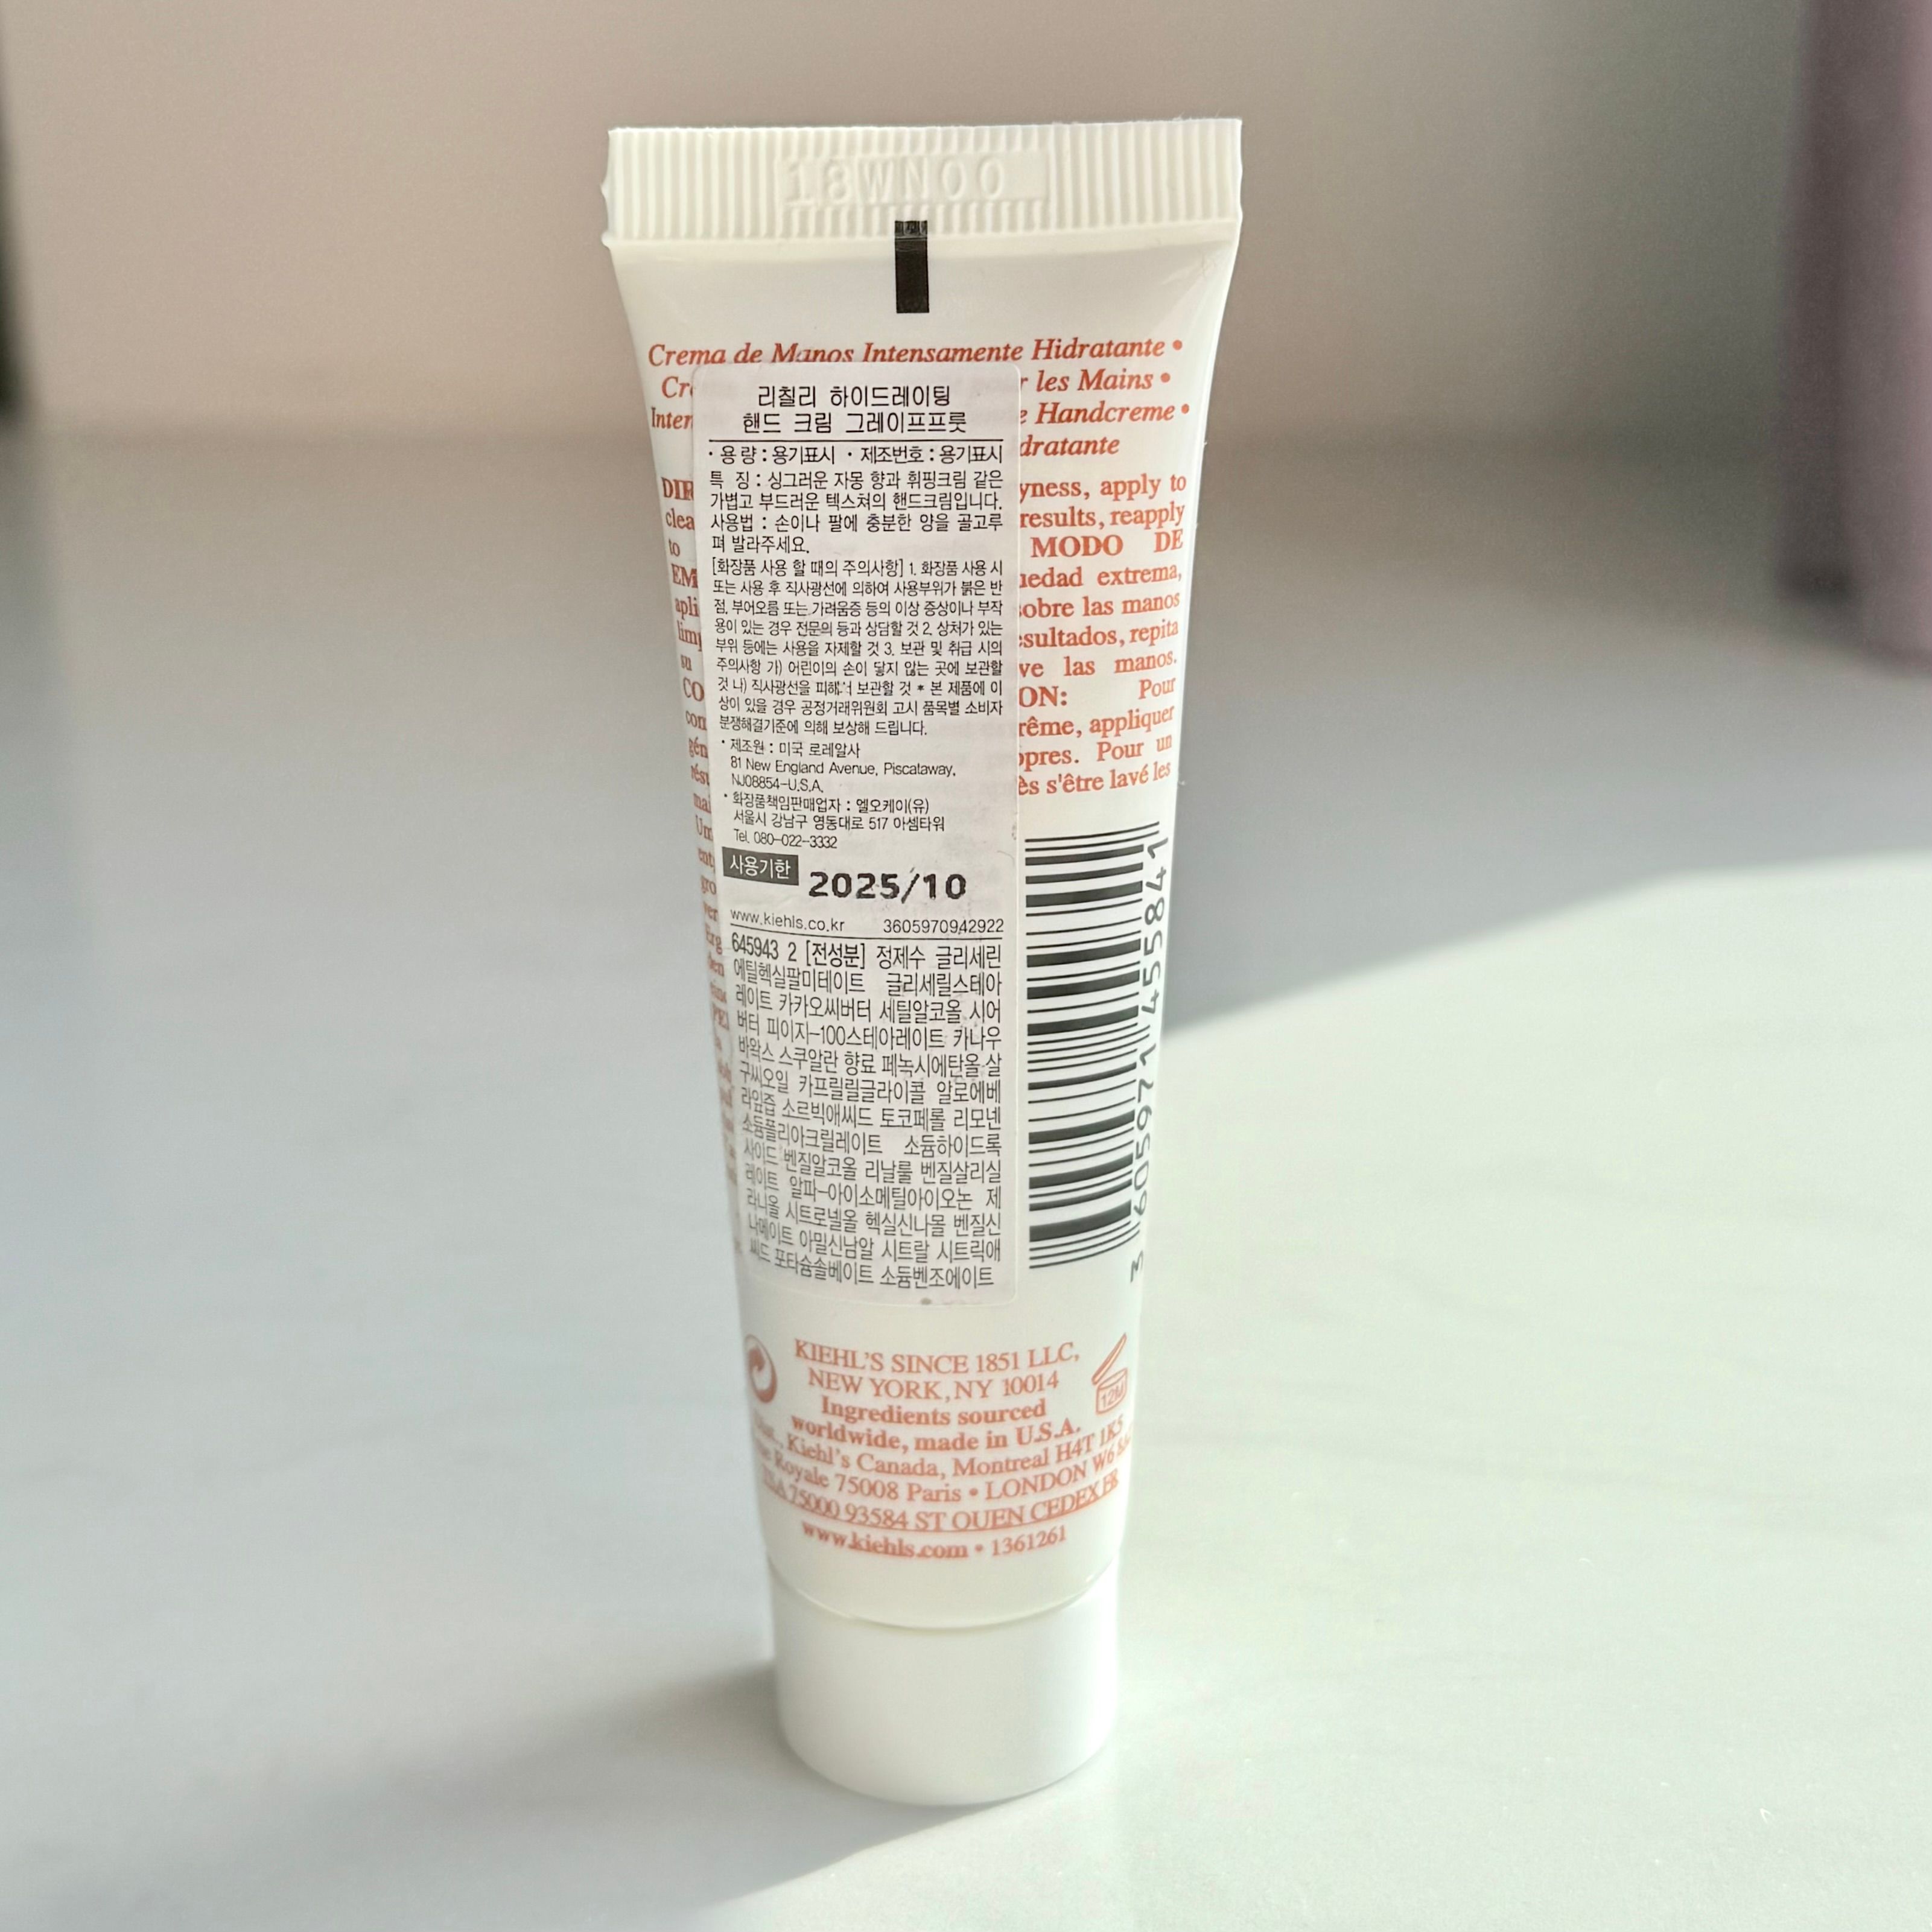 18WN00
Crema de Manos Intensamente Hidratante •
les Mains •
Handcreme •
리칠리 하이드레이팅
핸드 크림 그레이프프룻
· 용량 : 용기표시 · 제조번호 : 용기표시
특 징 : 싱그러운 자몽 향과 휘핑크림 같은
가볍고 부드러운 텍스쳐의 핸드크림입니다.
사용법 : 손이나 팔에 충분한 양을 골고루
펴 발라주세요.
[화장품 사용 할 때의 주의사항] 1. 화장품 사용 시
또는 사용 후 직사광선에 의하여 사용부위가 붉은 반
점, 부어오름 또는 가려움증 등의 이상 증상이나 부작
용이 있는 경우 전문의 등과 상담할 것 2. 상처가 있는
부위 등에는 사용을 자제할 것 3. 보관 및 취급 시의
주의사항 가) 어린이의 손이 닿지 않는 곳에 보관할
것 나) 직사광선을 피해서 보관할 것 * 본 제품에 이
상이 있을 경우 공정거래위원회 고시 품목별 소비자
분쟁해결기준에 의해 보상해 드립니다.
· 제조원 : 미국 로레알사
81 New England Avenue, Piscataway,
NJ08854-U.S.A.
· 화장품책임판매업자 : 엘오케이(유)
서울시 강남구 영동대로 517 아셈타워
Tel. 080-022-3332
사용기한 2025/10
www.kiehls.co.kr 3605970942922
645943 2 [전성분] 정제수 글리세린
에틸헥실팔미테이트 글리세릴스테아
레이트 카카오씨버터 세틸알코올 시어
버터 피이지-100스테아레이트 카나우
바왁스 스쿠알란 향료 페녹시에탄올 살
구씨오일 카프릴릴글라이콜 알로에베
라잎즙 소르빅애씨드 토코페롤 리모넨
소듐폴리아크릴레이트 소듐하이드록
사이드 벤질알코올 리날룰 벤질살리실
레이트 알파-아이소메틸아이오논 제
라니올 시트로넬올 헥실신나몰 벤질신
나메이트 아밀신남알 시트랄 시트릭애
씨드 포타슘솔베이트 소듐벤조에이트
apply to
results, reapply
to MODO DE
extrema,
sobre las manos
repita
su las manos.
Pour
appliquer
Pour un
s'être lavé les
3 605971 455841
KIEHL'S SINCE 1851 LLC,
NEW YORK, NY 10014
12M
Ingredients sourced
worldwide, made in U.S.A.
Kiehl's Canada, Montreal H4T 1K5
Royale 75008 Paris • LONDON W6
75000 93584 ST OUEN CEDEX FR
www.kiehls.com • 1361261